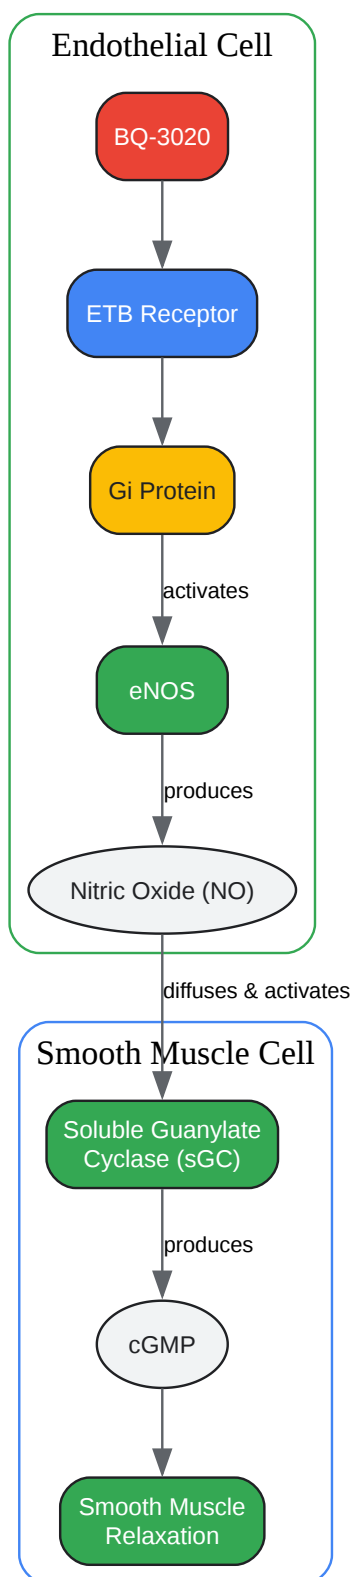 Endothelial Cell
BQ-3020
ETB Receptor
Gi Protein
activates
eNOS
produces
Nitric Oxide (NO)
diffuses & activates
Smooth Muscle Cell
Soluble Guanylate
Cyclase (sGC)
produces
cGMP
Smooth Muscle
Relaxation